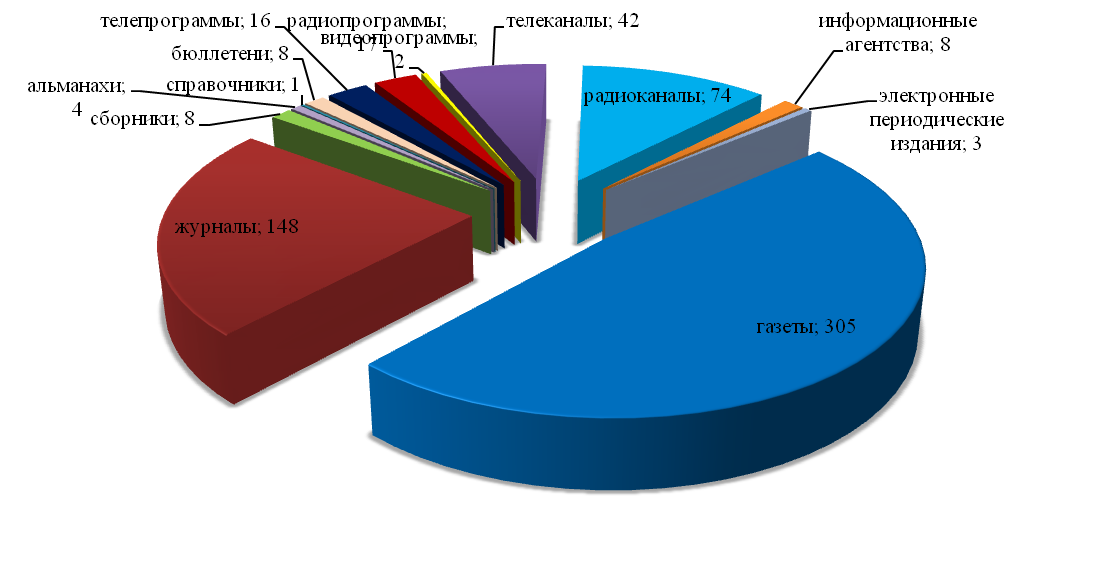 телепрограммы; 16
радиопрограммы;
17
видеопрограммы;
2
телеканалы; 42
информационные
агентства; 8
бюллетени; 8
альманахи;
4
справочники; 1
сборники; 8
радиоканалы; 74
электронные
периодические
издания; 3
журналы; 148
газеты; 305